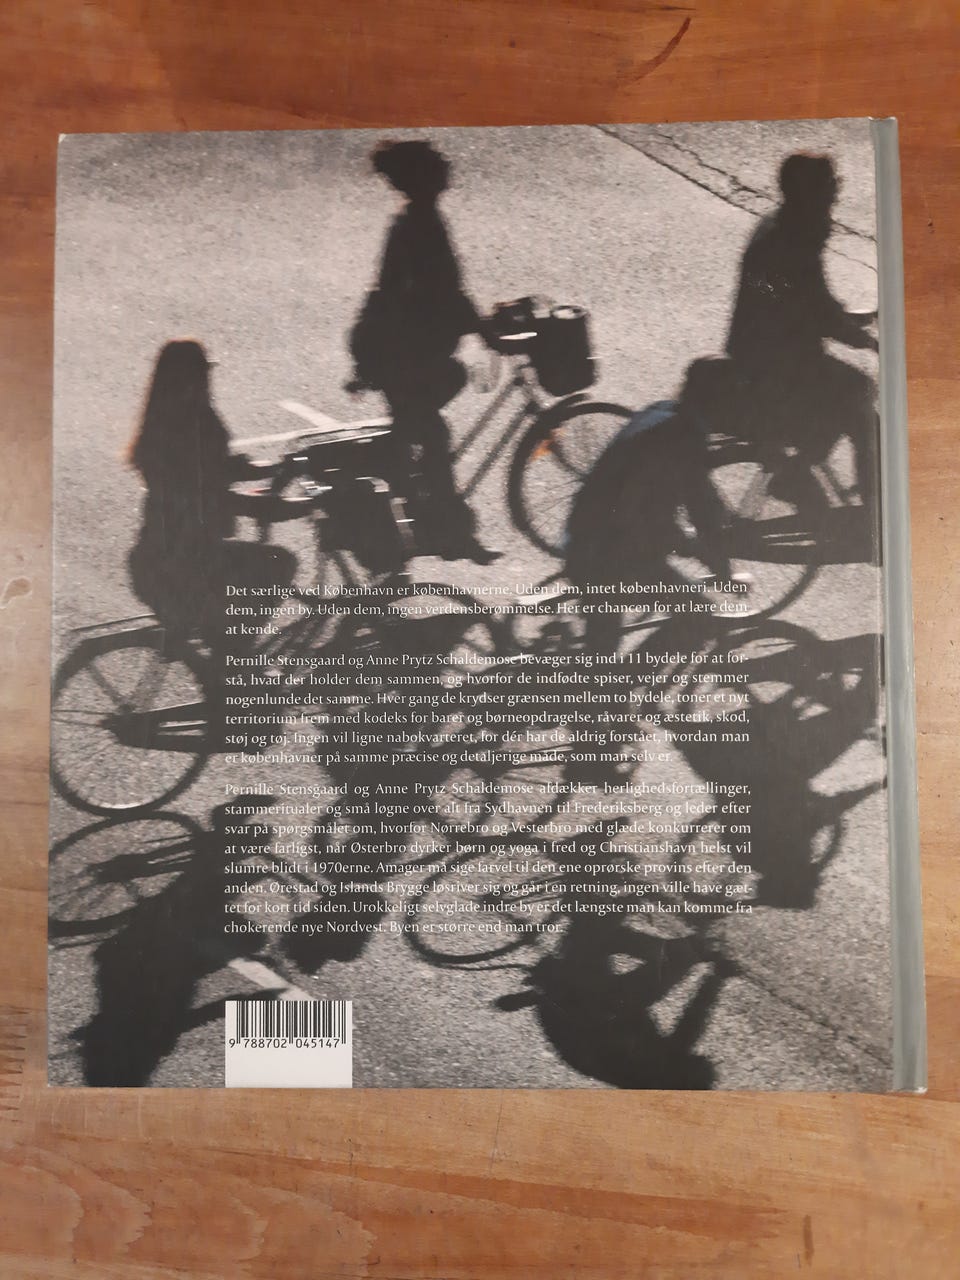 Det særlige ved København er københavnerne. Uden dem, intet københavneri. Uden
dem, ingen by. Uden dem, ingen verdensberømmelse. Her er chancen for at lære dem
at kende.
Pernille Stensgaard og Anne Prytz Schaldemose bevæger sig ind i 11 bydele for at for-
stå, hvad der holder dem sammen, og hvorfor de indfødte spiser, vejer og stemmer
nogenlunde det samme. Hver gang de krydser grænsen mellem to bydele, toner et nyt
territorium frem med kodeks for barer og børneopdragelse, råvarer og æstetik, skod,
støj og tøj. Ingen vil ligne nabokvarteret, for dér har de aldrig forstået, hvordan man
er københavner på samme præcise og detaljerige måde, som man selv er.
Pernille Stensgaard og Anne Prytz Schaldemose afdækker herlighedsfortællinger,
stammeritualer og små løgne over alt fra Sydhavnen til Frederiksberg og leder efter
svar på spørgsmålet om, hvorfor Nørrebro og Vesterbro med glæde konkurrerer om
at være farligst, når Østerbro dyrker børn og yoga i fred og Christianshavn helst vil
slumre blidt i 1970erne. Amager må sige farvel til den ene oprørske provins efter den
anden. Ørestad og Islands Brygge løsriver sig og går i en retning, ingen ville have gæt-
tet for kort tid siden. Urokkeligt selvglade indre by er det længste man kan komme fra
chokerende nye Nordvest. Byen er større end man tror.
9 788702 045147